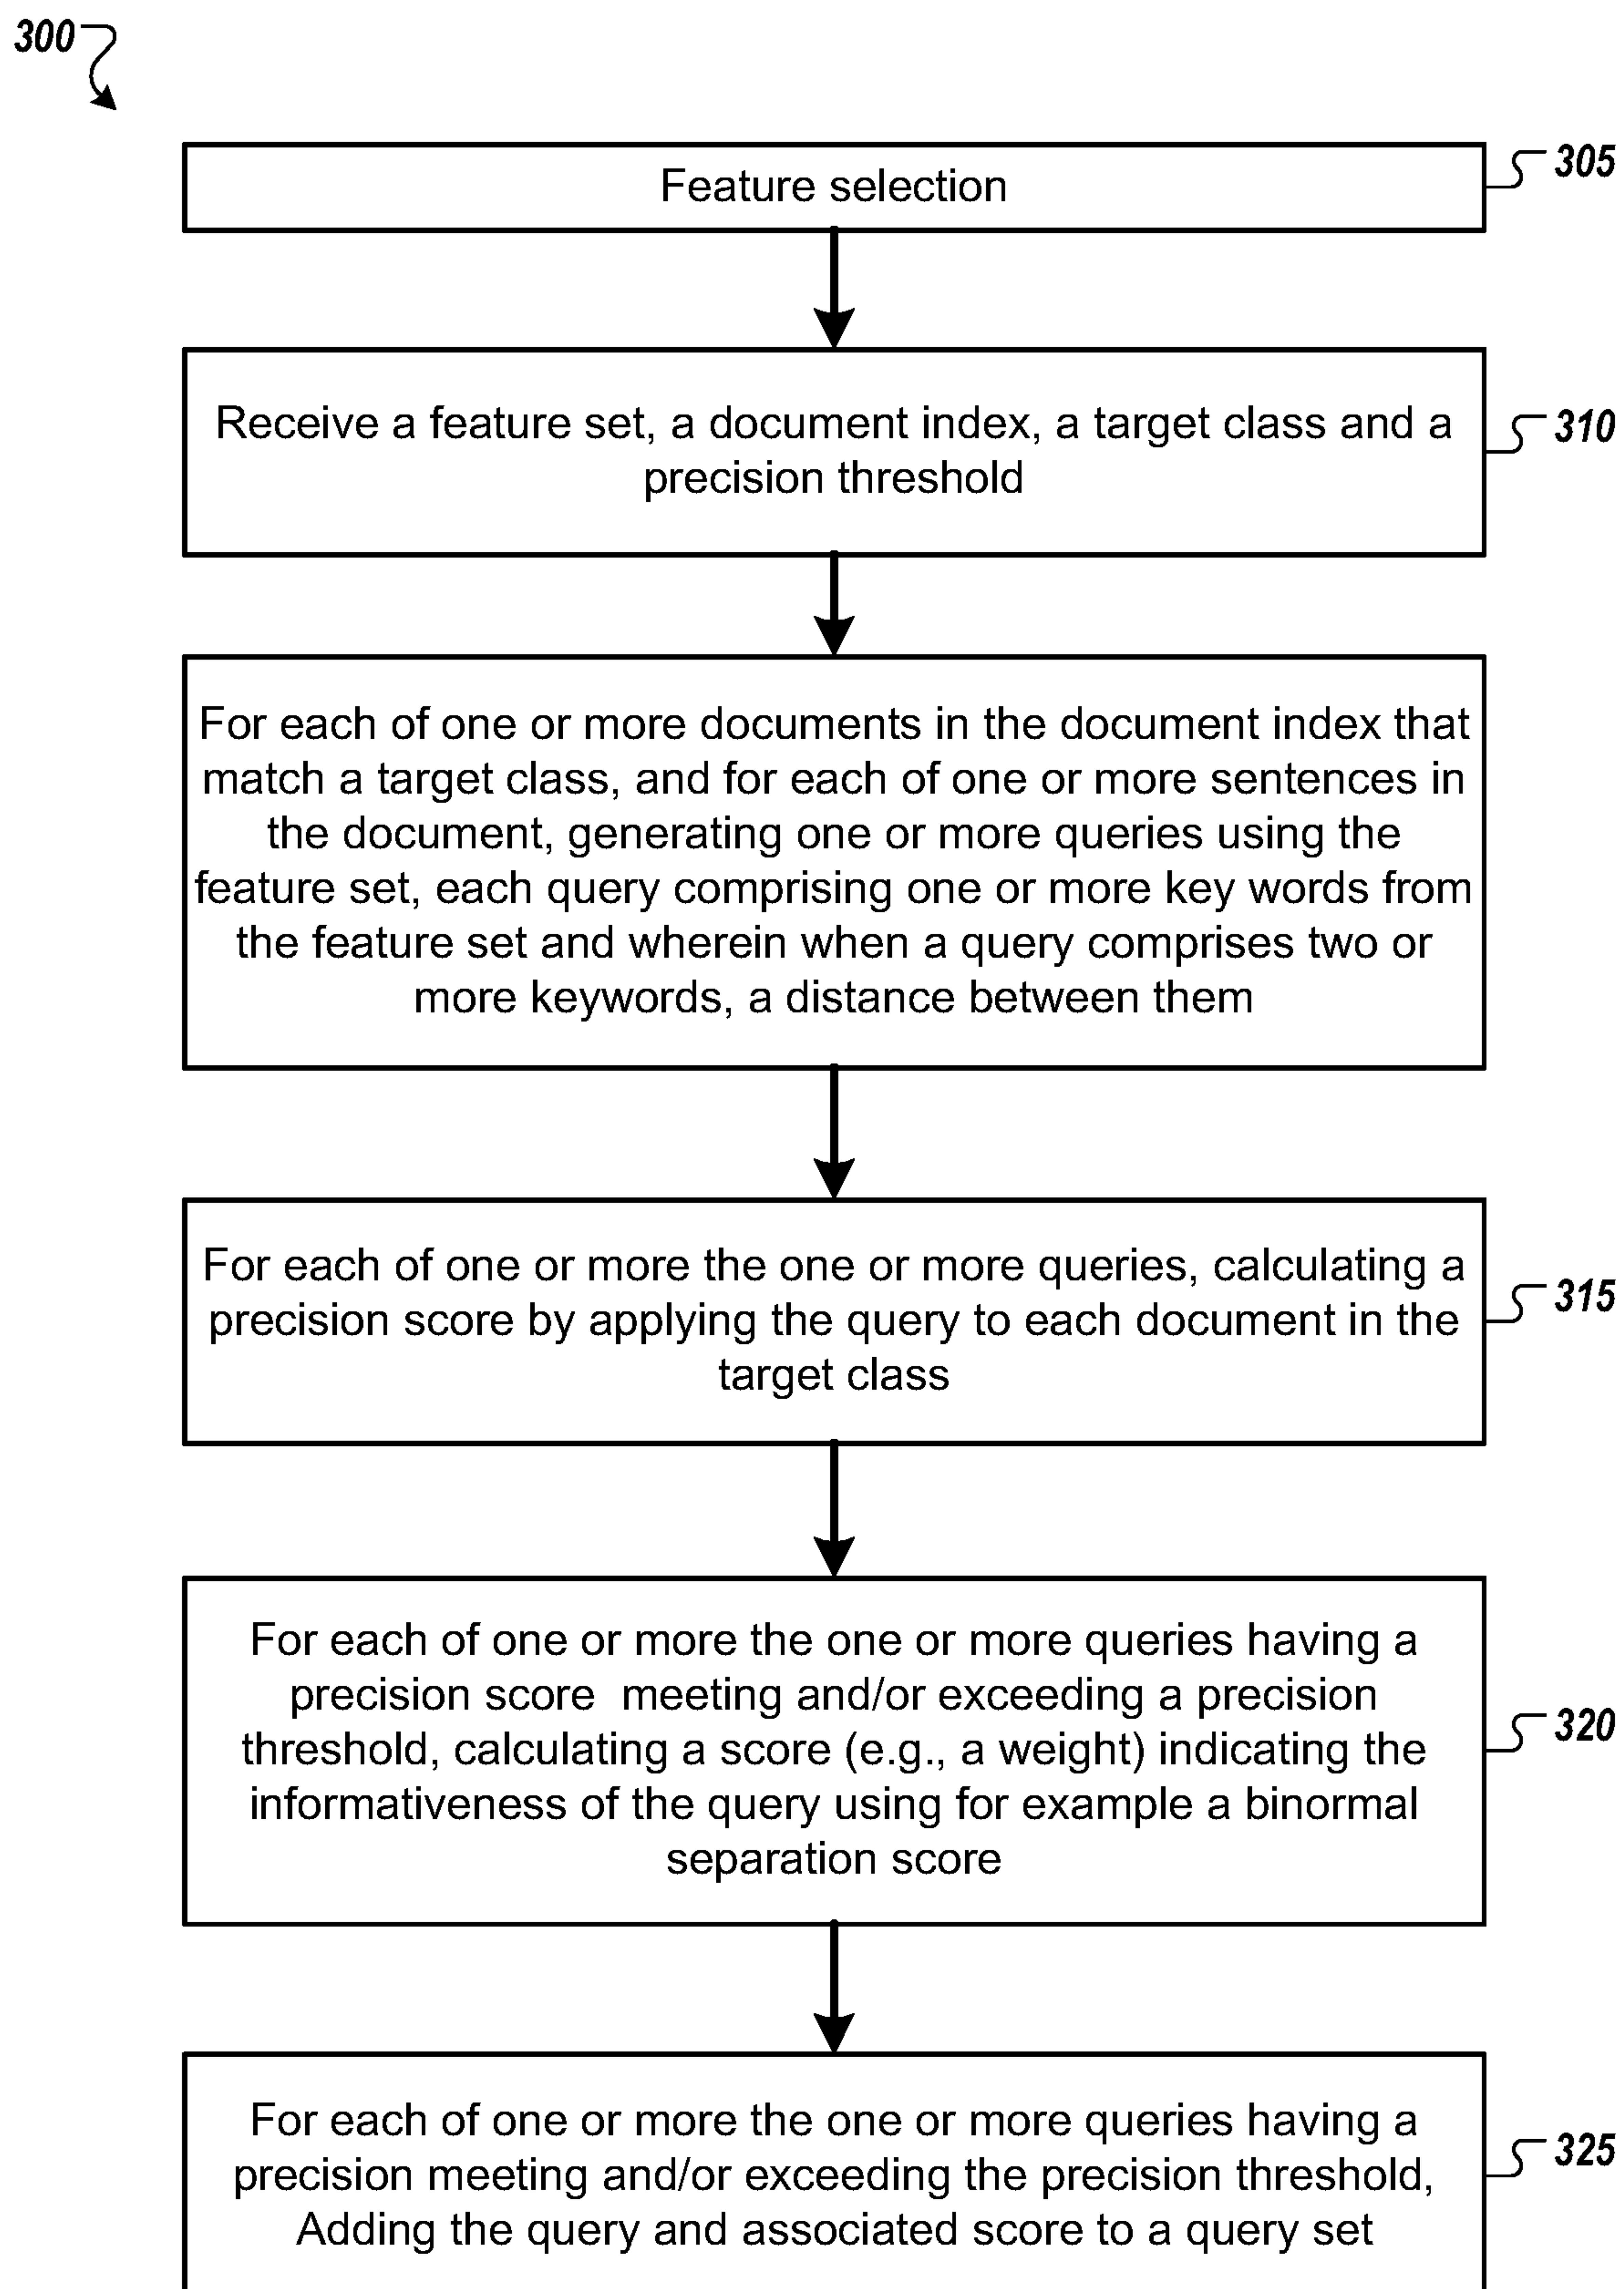 300
Feature selection
305
Receive a feature set, a document index, a target class and a
precision threshold
310
For each of one or more documents in the document index that
match a target class, and for each of one or more sentences in
the document, generating one or more queries using the
feature set, each query comprising one or more key words from
the feature set and wherein when a query comprises two or
more keywords, a distance between them
For each of one or more the one or more queries, calculating a
precision score by applying the query to each document in the
target class
315
For each of one or more the one or more queries having a
precision score  meeting and/or exceeding a precision
threshold, calculating a score (e.g., a weight) indicating the
informativeness of the query using for example a binormal
separation score
320
For each of one or more the one or more queries having a
precision meeting and/or exceeding the precision threshold,
Adding the query and associated score to a query set
325